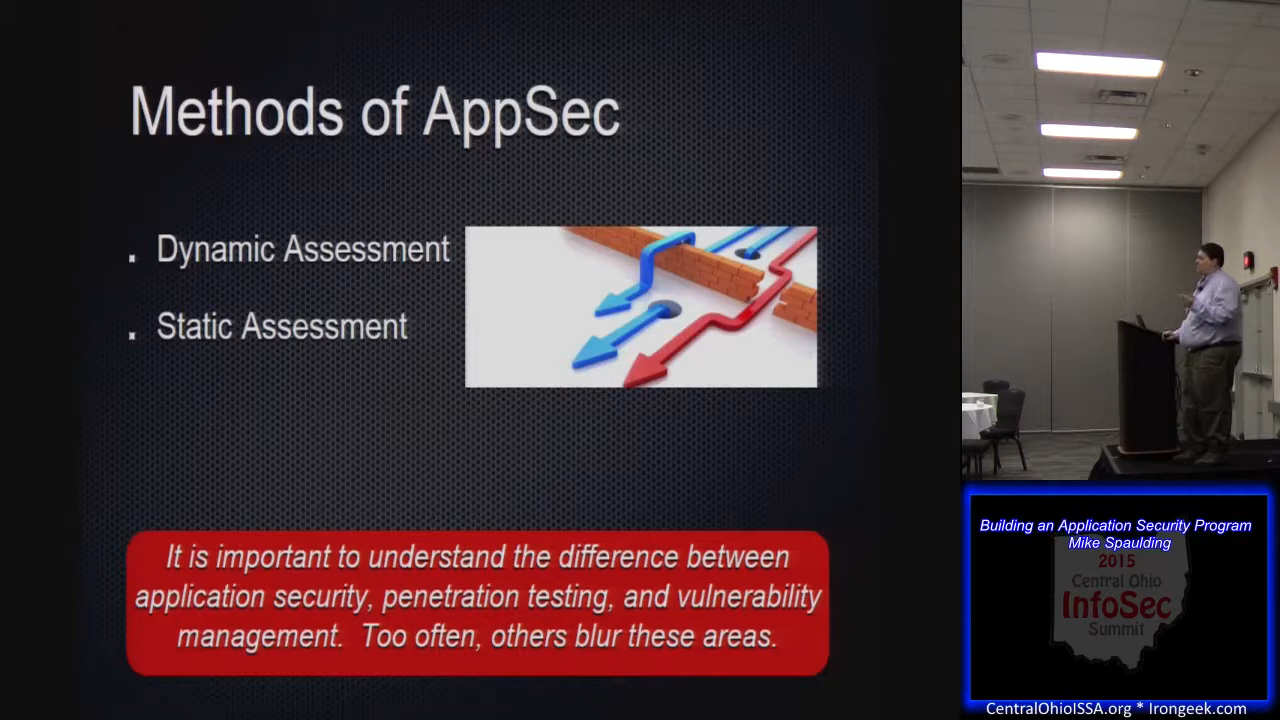 Methods of AppSec
. Dynamic Assessment
. Static Assessment
It is important to understand the difference between
application security, penetration testing, and vulnerability
management.  Too often, others blur these areas.
Building an Application Security Program
Mike Spaulding
2015
Central Ohio
InfoSec
Summit
CentralOhioISSA.org * Irongeek.com